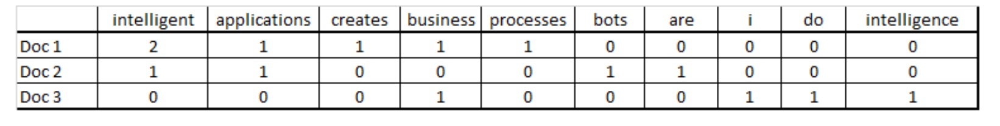 intelligent applications creates business processes bots are i do intelligence
Doc 1 2 1 1 1 1 0 0 0 0 0
Doc 2 1 1 0 0 0 1 1 0 0 0
Doc 3 0 0 0 1 0 0 0 1 1 1